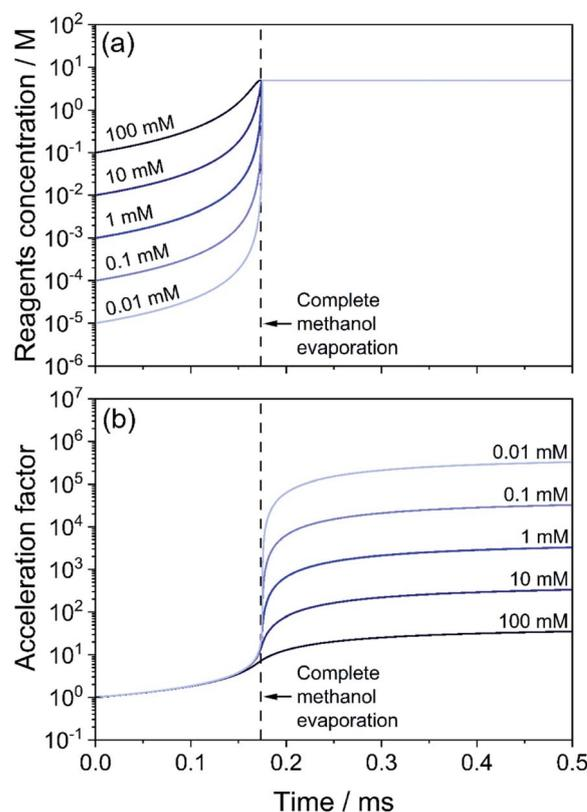 (a)
Reagents concentration / M
10²
10¹
10⁰
10⁻¹
10⁻²
10⁻³
10⁻⁴
10⁻⁵
10⁻⁶
100 mM
10 mM
1 mM
0.1 mM
0.01 mM
Complete
methanol
evaporation
(b)
Acceleration factor
10⁷
10⁶
10⁵
10⁴
10³
10²
10¹
10⁰
10⁻¹
0.01 mM
0.1 mM
1 mM
10 mM
100 mM
Complete
methanol
evaporation
0.0 0.1 0.2 0.3 0.4 0.5
Time / ms